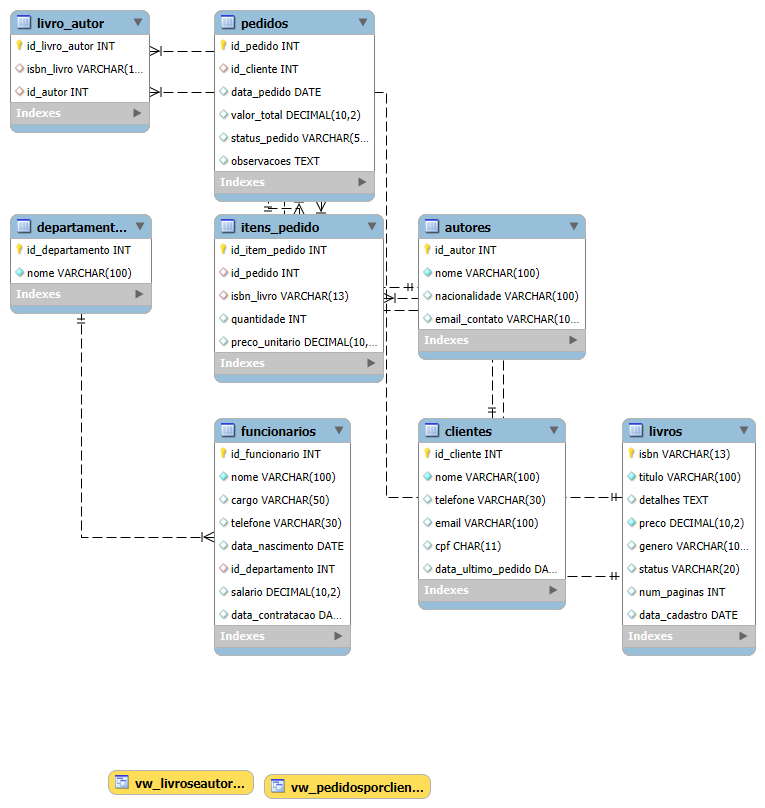 livro_autor
id_livro_autor INT
isbn_livro VARCHAR(1...
id_autor INT
Indexes
pedidos
id_pedido INT
id_cliente INT
data_pedido DATE
valor_total DECIMAL(10,2)
status_pedido VARCHAR(5...
observacoes TEXT
Indexes
departament...
id_departamento INT
nome VARCHAR(100)
Indexes
itens_pedido
id_item_pedido INT
id_pedido INT
isbn_livro VARCHAR(13)
quantidade INT
preco_unitario DECIMAL(10,...
Indexes
autores
id_autor INT
nome VARCHAR(100)
nacionalidade VARCHAR(100)
email_contato VARCHAR(10...
Indexes
funcionarios
id_funcionario INT
nome VARCHAR(100)
cargo VARCHAR(50)
telefone VARCHAR(30)
data_nascimento DATE
id_departamento INT
salario DECIMAL(10,2)
data_contratacao DA...
Indexes
clientes
id_cliente INT
nome VARCHAR(100)
telefone VARCHAR(30)
email VARCHAR(100)
cpf CHAR(11)
data_ultimo_pedido DA...
Indexes
livros
isbn VARCHAR(13)
titulo VARCHAR(100)
detalhes TEXT
preco DECIMAL(10,2)
genero VARCHAR(10...
status VARCHAR(20)
num_paginas INT
data_cadastro DATE
Indexes
vw_livroseautor...
vw_pedidosporclien...